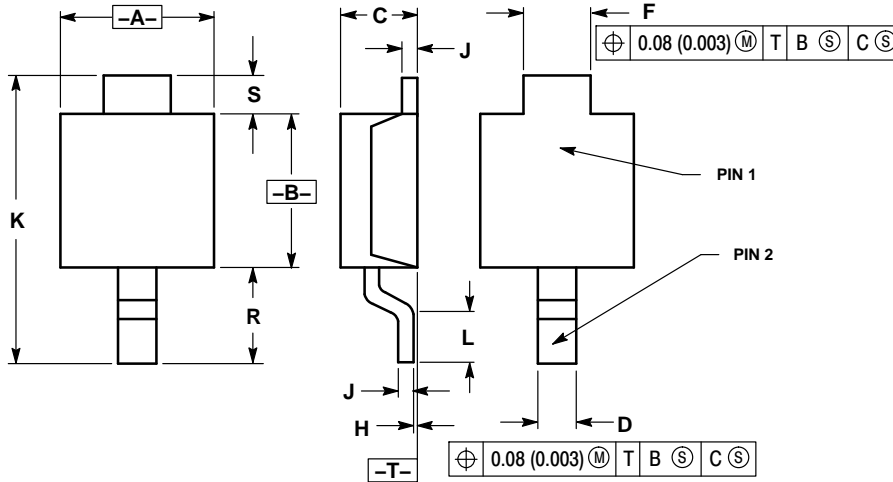 –A–
C
F
⌖ 0.08 (0.003) Ⓜ T B Ⓢ C Ⓢ
J
S
–B–
K
PIN 1
PIN 2
R
L
J
H
D
⌖ 0.08 (0.003) Ⓜ T B Ⓢ C Ⓢ
–T–